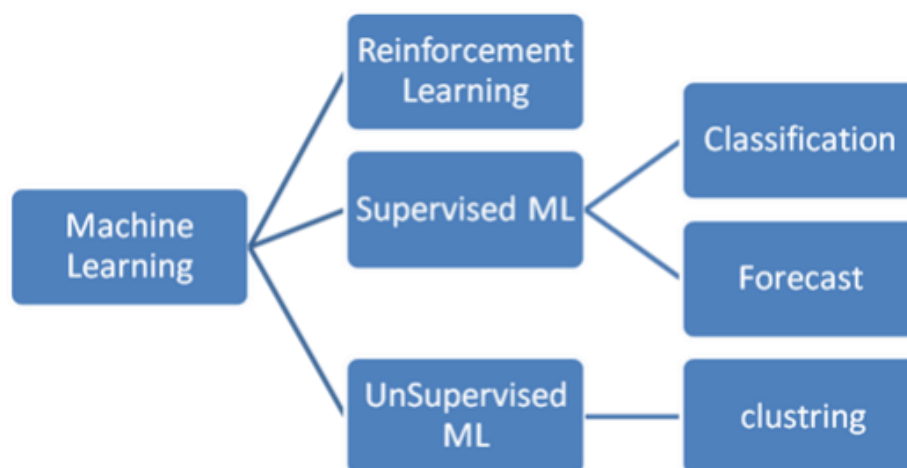 Reinforcement
Learning
Classification
Supervised ML
Machine
Learning
Forecast
UnSupervised
ML
clustring